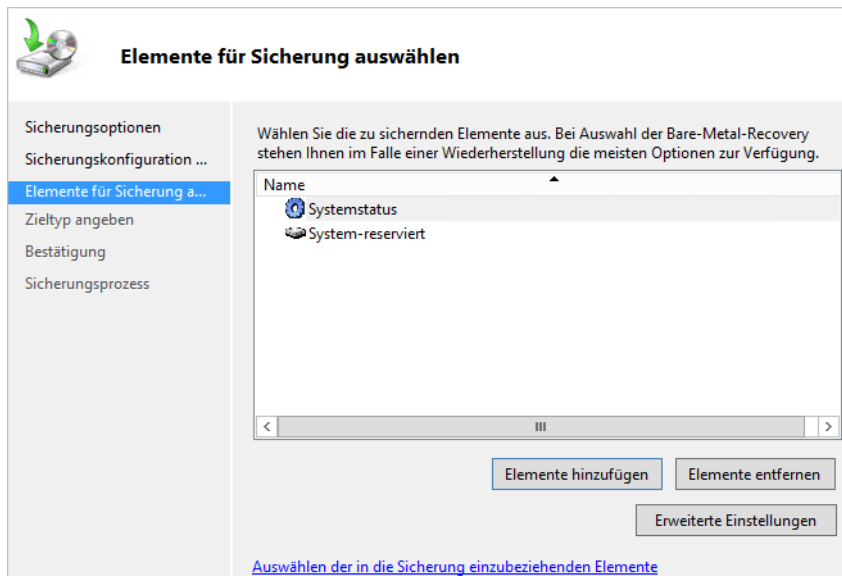 Elemente für Sicherung auswählen
Sicherungsoptionen
Sicherungskonfiguration ...
Elemente für Sicherung a...
Zieltyp angeben
Bestätigung
Sicherungsprozess
Wählen Sie die zu sichernden Elemente aus. Bei Auswahl der Bare-Metal-Recovery
stehen Ihnen im Falle einer Wiederherstellung die meisten Optionen zur Verfügung.
Name
Systemstatus
System-reserviert
Elemente hinzufügen
Elemente entfernen
Erweiterte Einstellungen
Auswählen der in die Sicherung einzubeziehenden Elemente